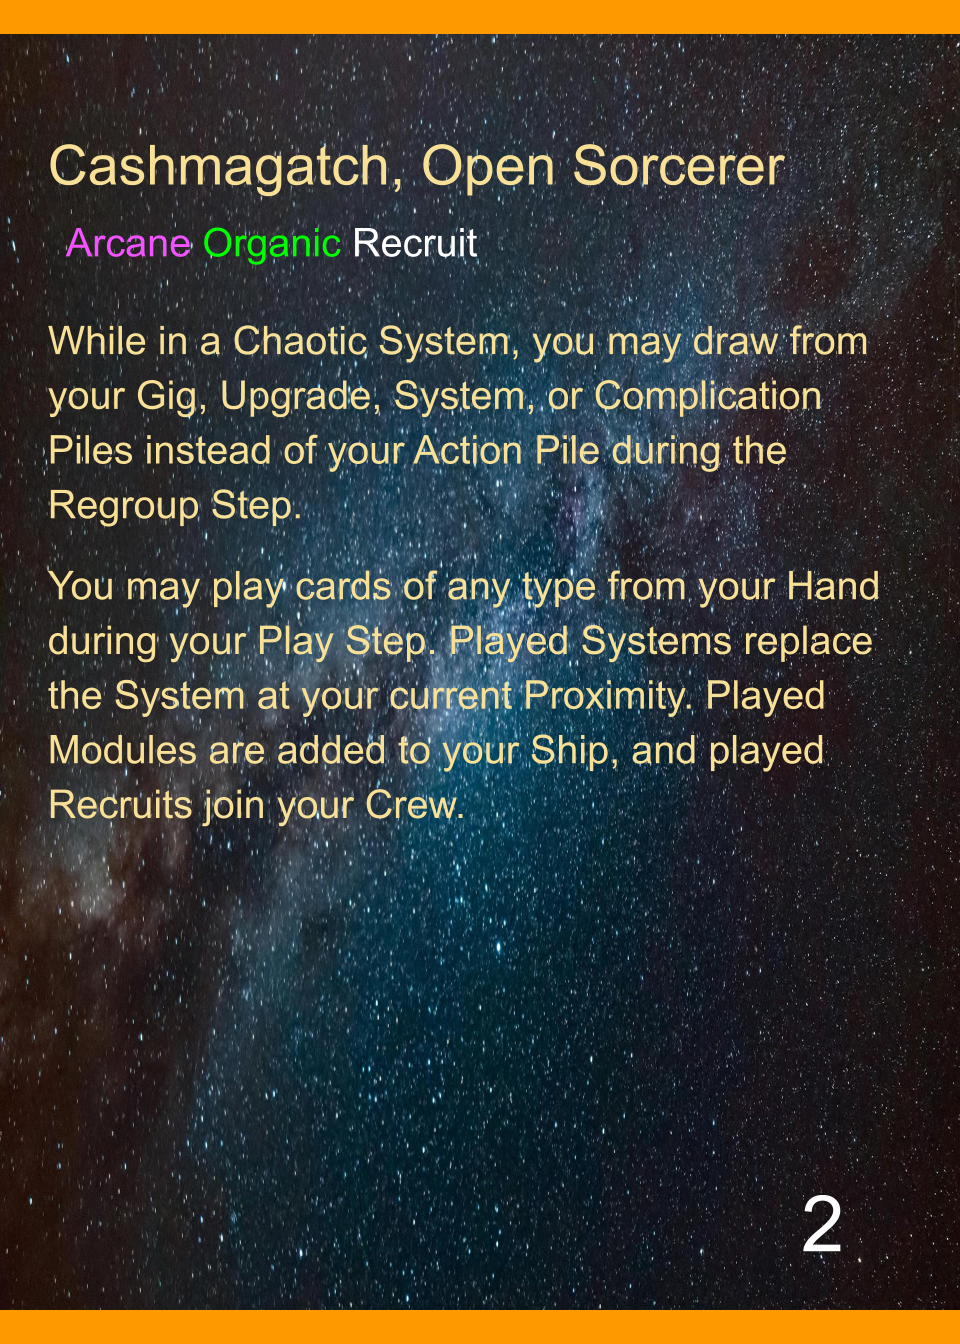 Cashmagatch, Open Sorcerer
Arcane Organic Recruit
While in a Chaotic System, you may draw from
your Gig, Upgrade, System, or Complication
Piles instead of your Action Pile during the
Regroup Step.
You may play cards of any type from your Hand
during your Play Step. Played Systems replace
the System at your current Proximity. Played
Modules are added to your Ship, and played
Recruits join your Crew.
2